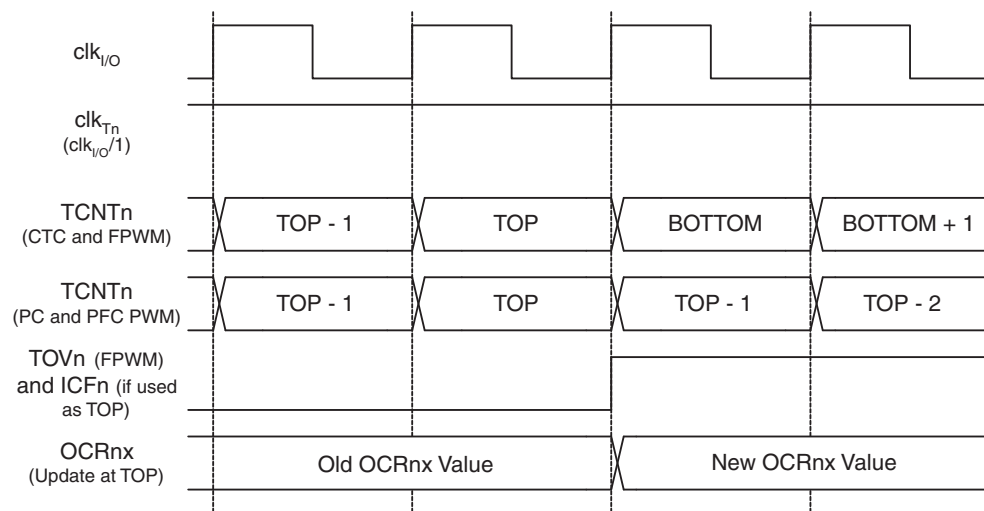 clkI/O
clkTn
(clkI/O/1)
TCNTn
(CTC and FPWM)
TOP - 1
TOP
BOTTOM
BOTTOM + 1
TCNTn
(PC and PFC PWM)
TOP - 1
TOP
TOP - 1
TOP - 2
TOVn (FPWM)
and ICFn (if used
as TOP)
OCRnx
(Update at TOP)
Old OCRnx Value
New OCRnx Value